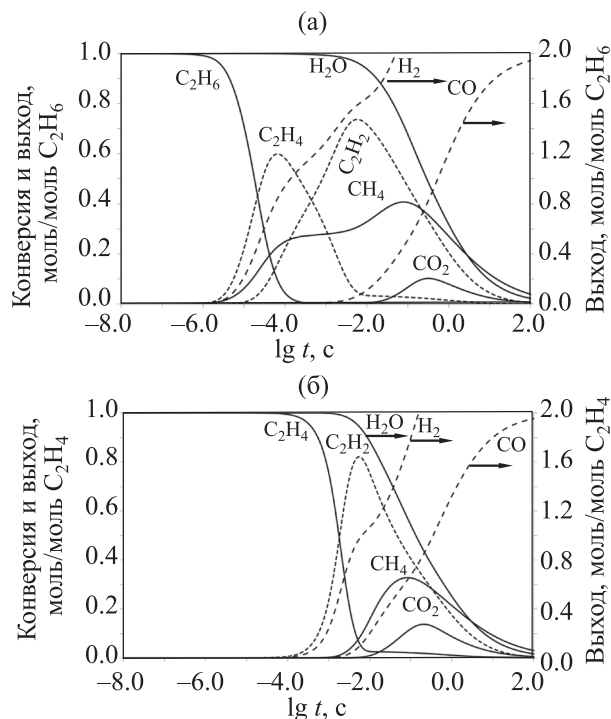 (а)
Конверсия и выход,
моль/моль C₂H₆
1.0
0.8
0.6
0.4
0.2
0.0
C₂H₆
H₂O
H₂
CO
C₂H₄
C₂H₂
CH₄
CO₂
2.0
1.6
1.2
0.8
0.4
0.0
Выход, моль/моль C₂H₆
–8.0 –6.0 –4.0 –2.0 0.0 2.0
lg t, с
(б)
Конверсия и выход,
моль/моль C₂H₄
1.0
0.8
0.6
0.4
0.2
0.0
C₂H₄
C₂H₂
H₂O
H₂
CO
CH₄
CO₂
2.0
1.6
1.2
0.8
0.4
0.0
Выход, моль/моль C₂H₄
–8.0 –6.0 –4.0 –2.0 0.0 2.0
lg t, с